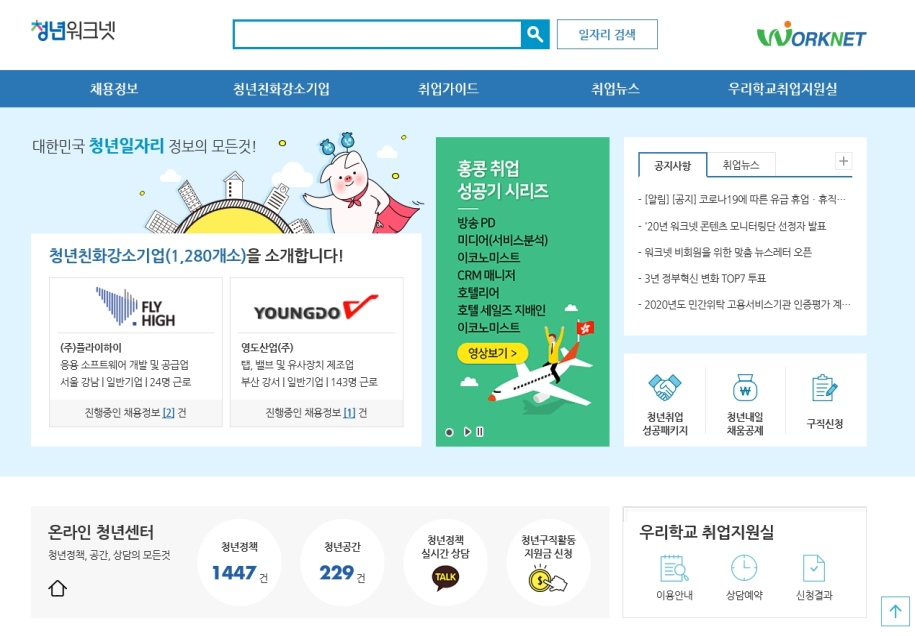 청년워크넷
일자리 검색
WORKNET
채용정보
청년친화강소기업
취업가이드
취업뉴스
우리학교취업지원실
대한민국 청년일자리 정보의 모든것!
청년친화강소기업(1,280개소)을 소개합니다!
FLY
HIGH
(주)플라이하이
응용 소프트웨어 개발 및 공급업
서울 강남 | 일반기업 | 24명 근로
진행중인 채용정보 [2] 건
YOUNGDO
영도산업(주)
탭, 밸브 및 유사장치 제조업
부산 강서 | 일반기업 | 143명 근로
진행중인 채용정보 [1] 건
홍콩 취업
성공기 시리즈
방송 PD
미디어(서비스분석)
이코노미스트
CRM 매니저
호텔리어
호텔 세일즈 지배인
이코노미스트
영상보기 >
공지사항
취업뉴스
- [알림] [공지] 코로나19에 따른 유급 휴업 · 휴직…
- '20년 워크넷 콘텐츠 모니터링단 선정자 발표
- 워크넷 비회원을 위한 맞춤 뉴스레터 오픈
- 3년 정부혁신 변화 TOP7 투표
- 2020년도 민간위탁 고용서비스기관 인증평가 계…
청년취업
성공패키지
청년내일
채움공제
구직신청
온라인 청년센터
청년정책, 공간, 상담의 모든것
청년정책
1447 건
청년공간
229 건
청년정책
실시간 상담
TALK
청년구직활동
지원금 신청
우리학교 취업지원실
이용안내
상담예약
신청결과